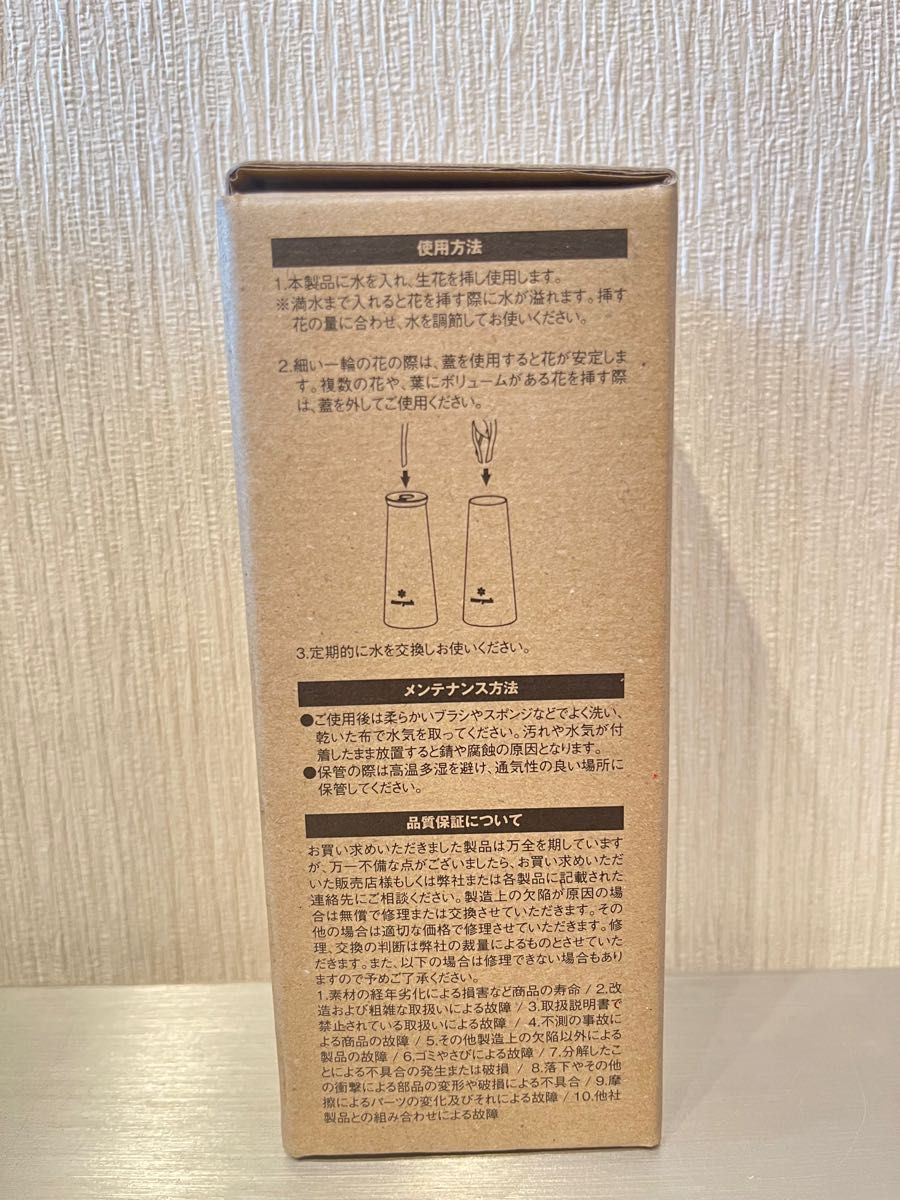 使用方法
1.本製品に水を入れ、生花を挿し使用します。
※満水まで入れると花を挿す際に水が溢れます。挿す
花の量に合わせ、水を調節してお使いください。
2.細い一輪の花の際は、蓋を使用すると花が安定しま
す。複数の花や、葉にボリュームがある花を挿す際
は、蓋を外してご使用ください。
3.定期的に水を交換しお使いください。
メンテナンス方法
●ご使用後は柔らかいブラシやスポンジなどでよく洗い、
乾いた布で水気を取ってください。汚れや水気が付
着したまま放置すると錆や腐蝕の原因となります。
●保管の際は高温多湿を避け、通気性の良い場所に
保管してください。
品質保証について
お買い求めいただきました製品は万全を期しています
が、万一不備な点がございましたら、お買い求めいただ
いた販売店様もしくは弊社または各製品に記載された
連絡先にご相談ください。製造上の欠陥が原因の場
合は無償で修理または交換させていただきます。その
他の場合は適切な価格で修理させていただきます。修
理、交換の判断は弊社の裁量によるものとさせていた
だきます。また、以下の場合は修理できない場合もあり
ますので予めご了承ください。
1.素材の経年劣化による損害など商品の寿命 / 2.改
造および粗雑な取扱いによる故障 / 3.取扱説明書で
禁止されている取扱いによる故障 / 4.不測の事故に
よる商品の故障 / 5.その他製造上の欠陥以外による
製品の故障 / 6.ゴミやさびによる故障 / 7.分解したこ
とによる不具合の発生または破損 / 8.落下やその他
の衝撃による部品の変形や破損による不具合 / 9.摩
擦によるパーツの変化及びそれによる故障 / 10.他社
製品との組み合わせによる故障